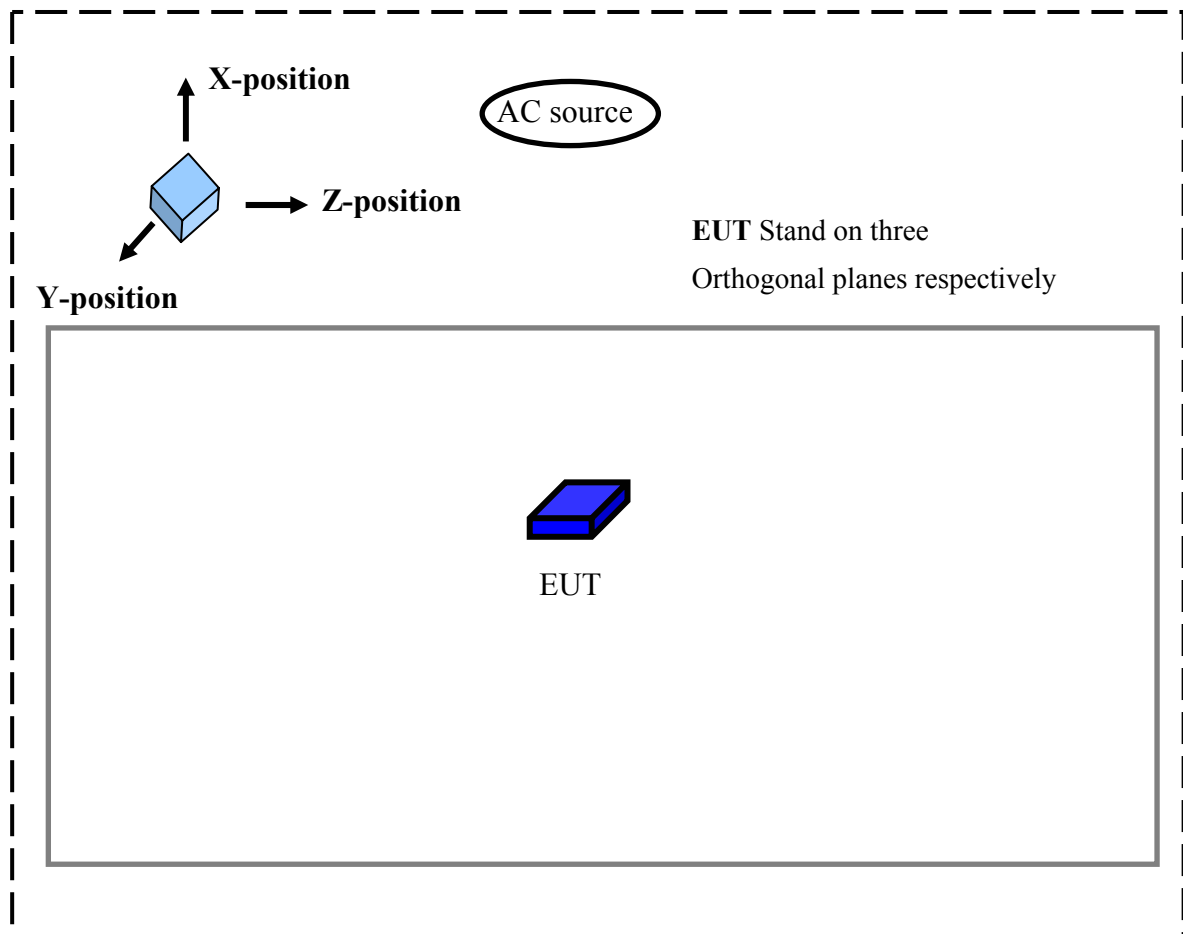 X-position
AC source
Z-position
EUT Stand on three
Orthogonal planes respectively
Y-position
EUT